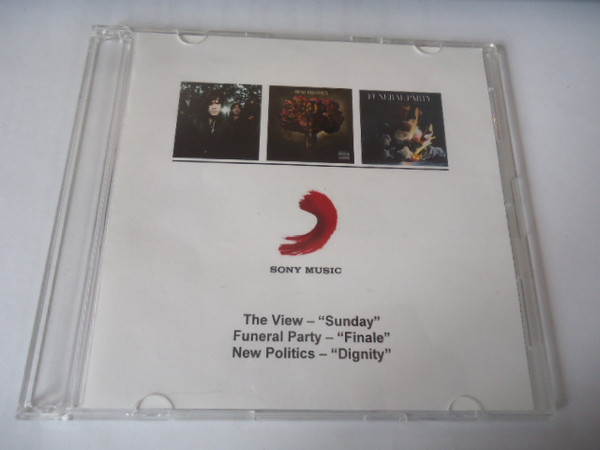 NEW POLITICS
FUNERAL PARTY
SONY MUSIC
The View – “Sunday”
Funeral Party – “Finale”
New Politics – “Dignity”